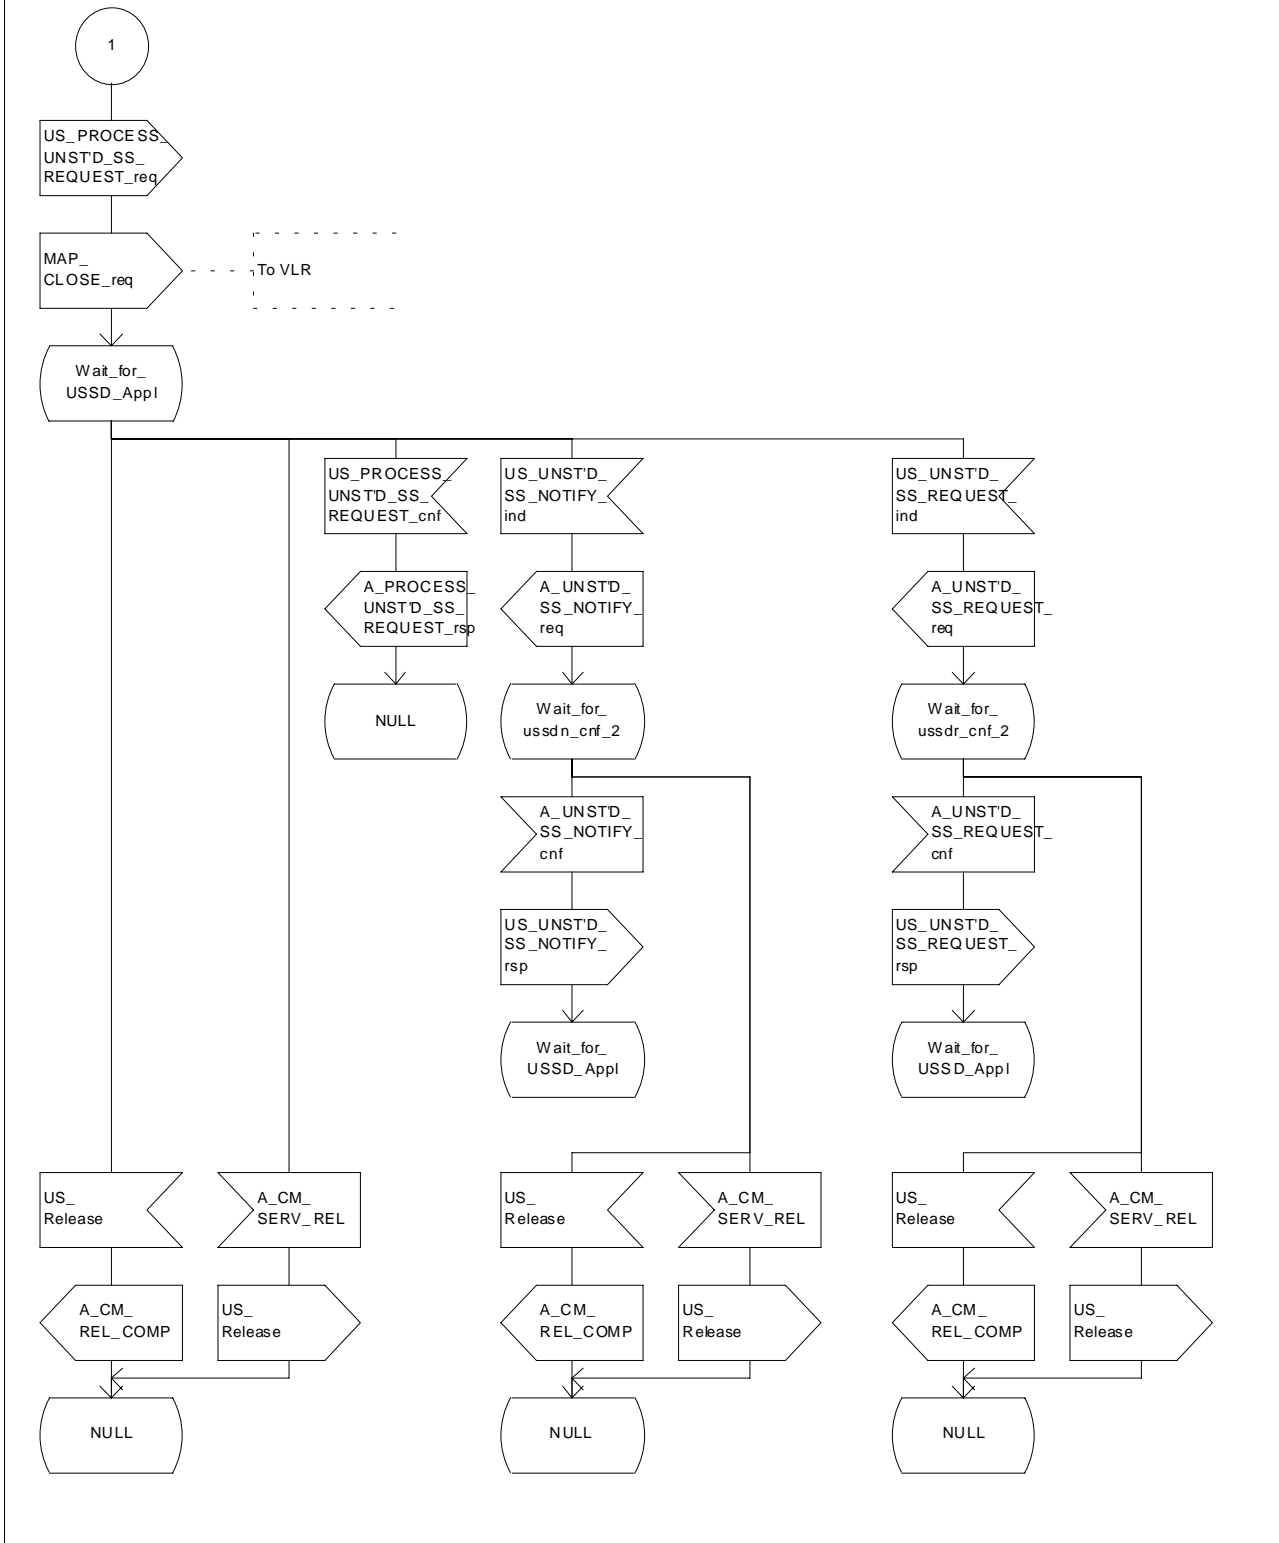 1
US_PROCESS_
UNST'D_SS_
REQUEST_req
MAP_
CLOSE_req
To VLR
Wait_for_
USSD_Appl
US_PROCESS_
UNST'D_SS_
REQUEST_cnf
US_UNST'D_
SS_NOTIFY_
ind
US_UNST'D_
SS_REQUEST_
ind
A_PROCESS_
UNST'D_SS_
REQUEST_rsp
A_UNST'D_
SS_NOTIFY_
req
A_UNST'D_
SS_REQUEST_
req
NULL
Wait_for_
ussdn_cnf_2
Wait_for_
ussdr_cnf_2
A_UNST'D_
SS_NOTIFY_
cnf
A_UNST'D_
SS_REQUEST_
cnf
US_UNST'D_
SS_NOTIFY_
rsp
US_UNST'D_
SS_REQUEST_
rsp
Wait_for_
USSD_Appl
Wait_for_
USSD_Appl
US_
Release
A_CM_
SERV_REL
US_
Release
A_CM_
SERV_REL
US_
Release
A_CM_
SERV_REL
A_CM_
REL_COMP
US_
Release
A_CM_
REL_COMP
US_
Release
A_CM_
REL_COMP
US_
Release
NULL
NULL
NULL